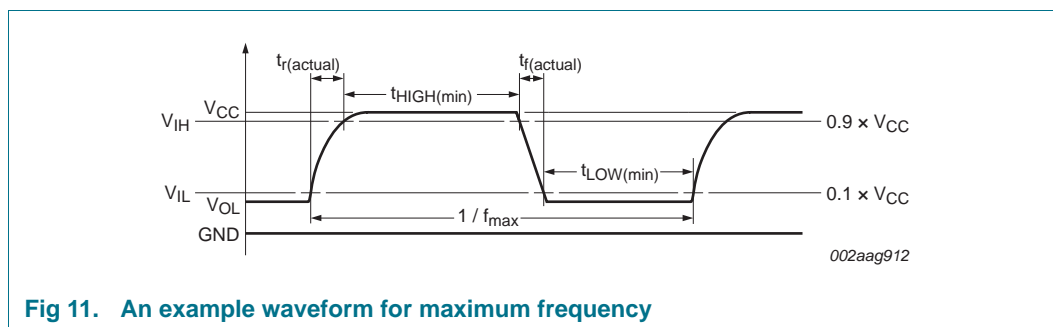 tr(actual)
tf(actual)
tHIGH(min)
VCC
VIH
0.9 × VCC
tLOW(min)
VIL
0.1 × VCC
VOL
1 / fmax
GND
002aag912
Fig 11. An example waveform for maximum frequency